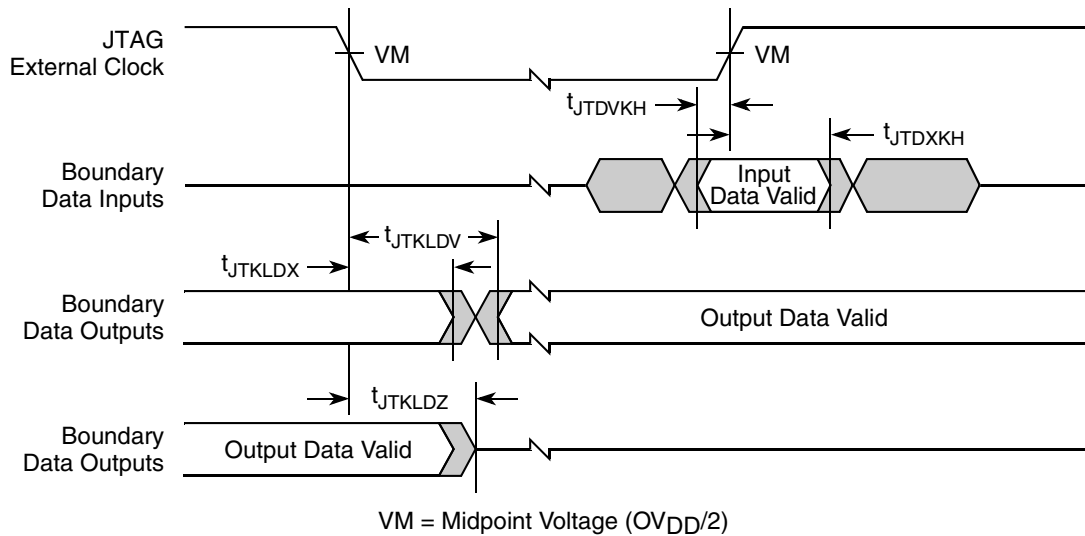 JTAG
External Clock
VM
VM
tJTDVKH
tJTDXKH
Boundary
Data Inputs
Input
Data Valid
tJTKLDV
tJTKLDX
Boundary
Data Outputs
Output Data Valid
tJTKLDZ
Boundary
Data Outputs
Output Data Valid
VM = Midpoint Voltage (OVDD/2)